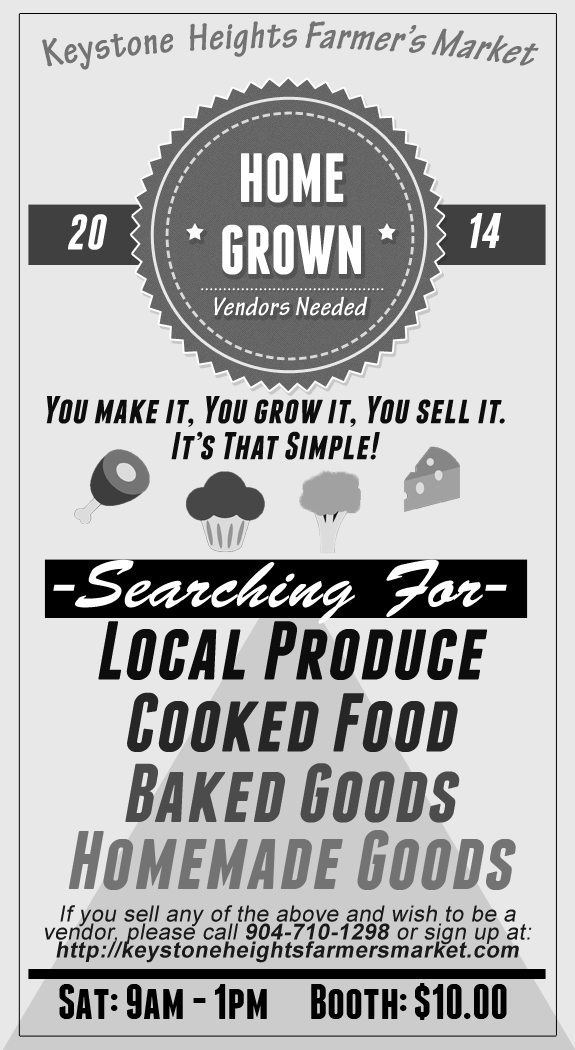 Keystone Heights Farmer's Market
HOME
GROWN
20
14
Vendors Needed
YOU MAKE IT, YOU GROW IT, YOU SELL IT.
IT'S THAT SIMPLE!
-Searching For-
LOCAL PRODUCE
COOKED FOOD
BAKED GOODS
HOMEMADE GOODS
If you sell any of the above and wish to be a
vendor, please call 904-710-1298 or sign up at:
http://keystoneheightsfarmersmarket.com
SAT: 9AM - 1PM BOOTH: $10.00